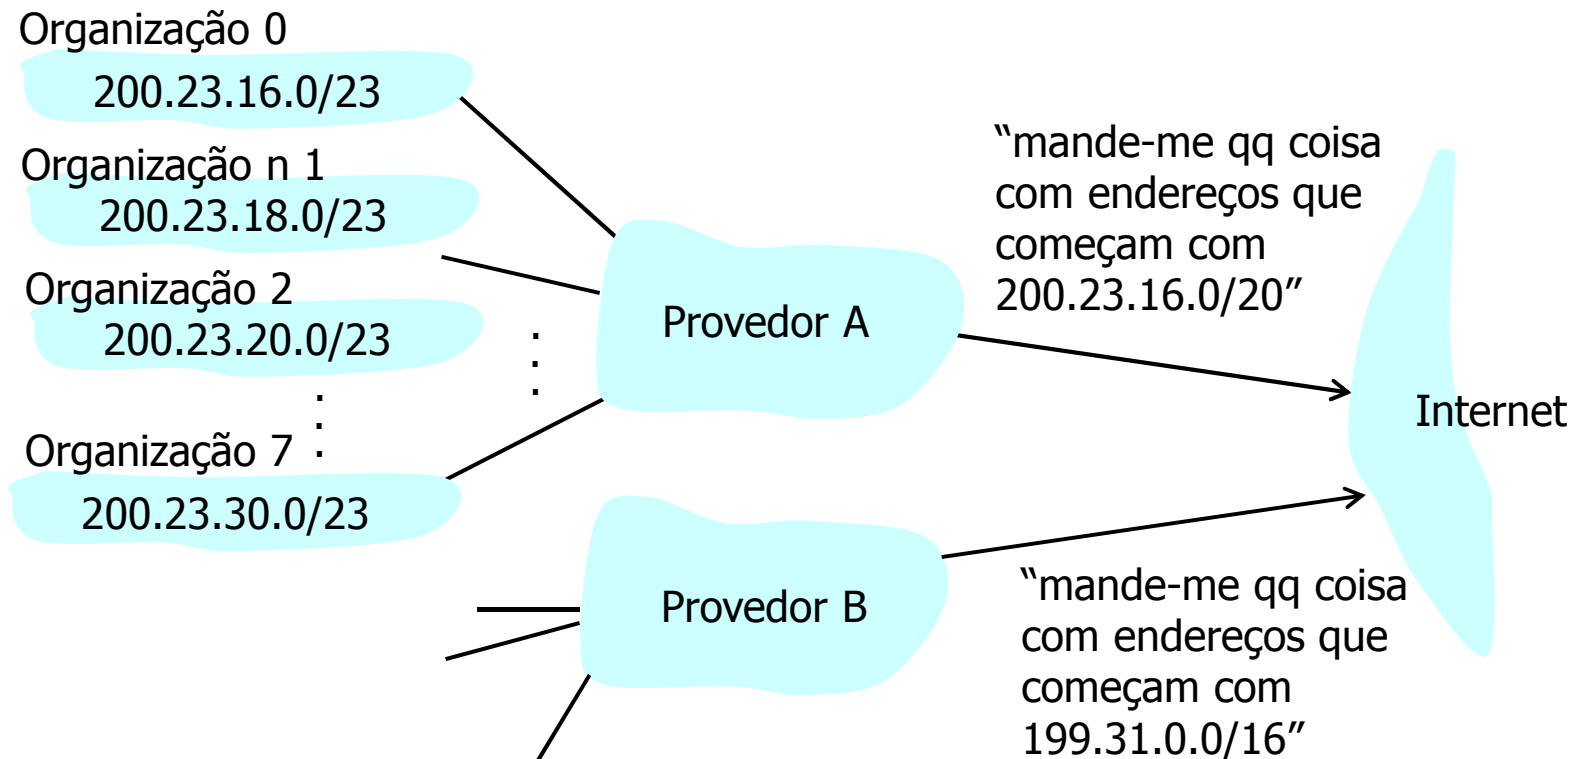 Organização 0
200.23.16.0/23
Organização n 1
200.23.18.0/23
Organização 2
200.23.20.0/23
Organização 7
200.23.30.0/23
Provedor A
“mande-me qq coisa
com endereços que
começam com
200.23.16.0/20”
Internet
Provedor B
“mande-me qq coisa
com endereços que
começam com
199.31.0.0/16”